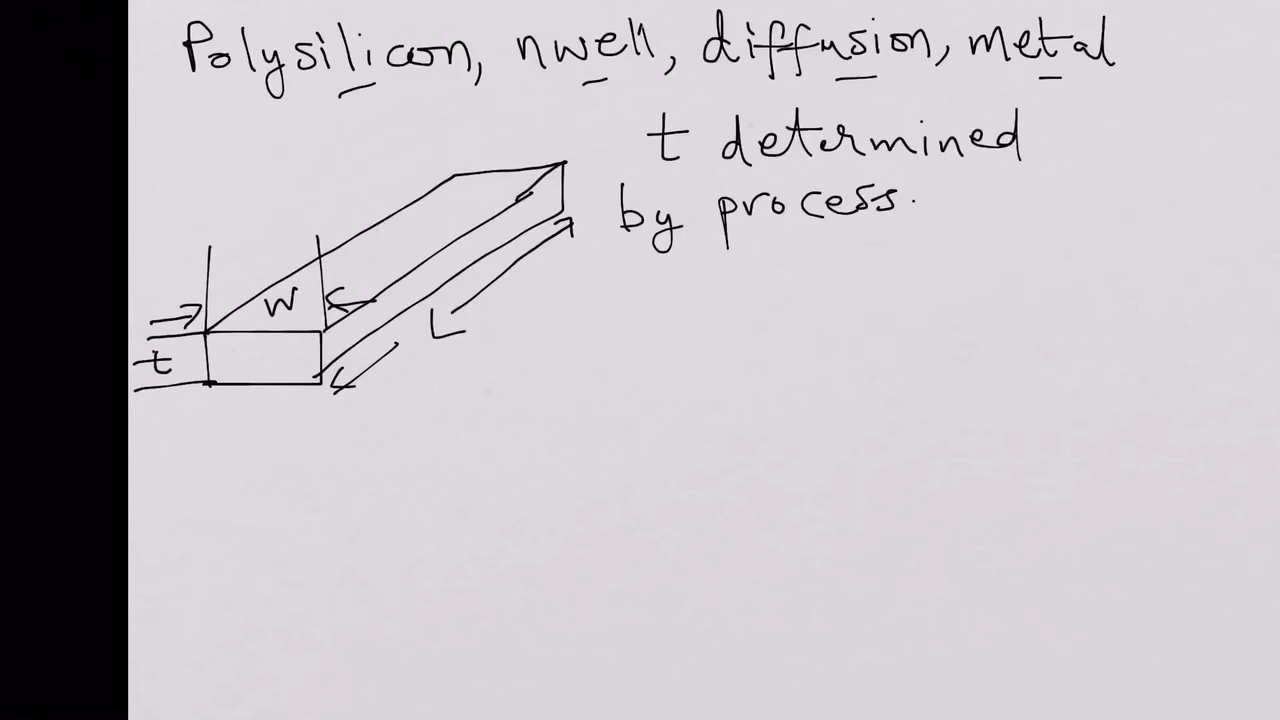 Polysilicon, nwell, diffusion, metal
t determined
by process.
W
L
t